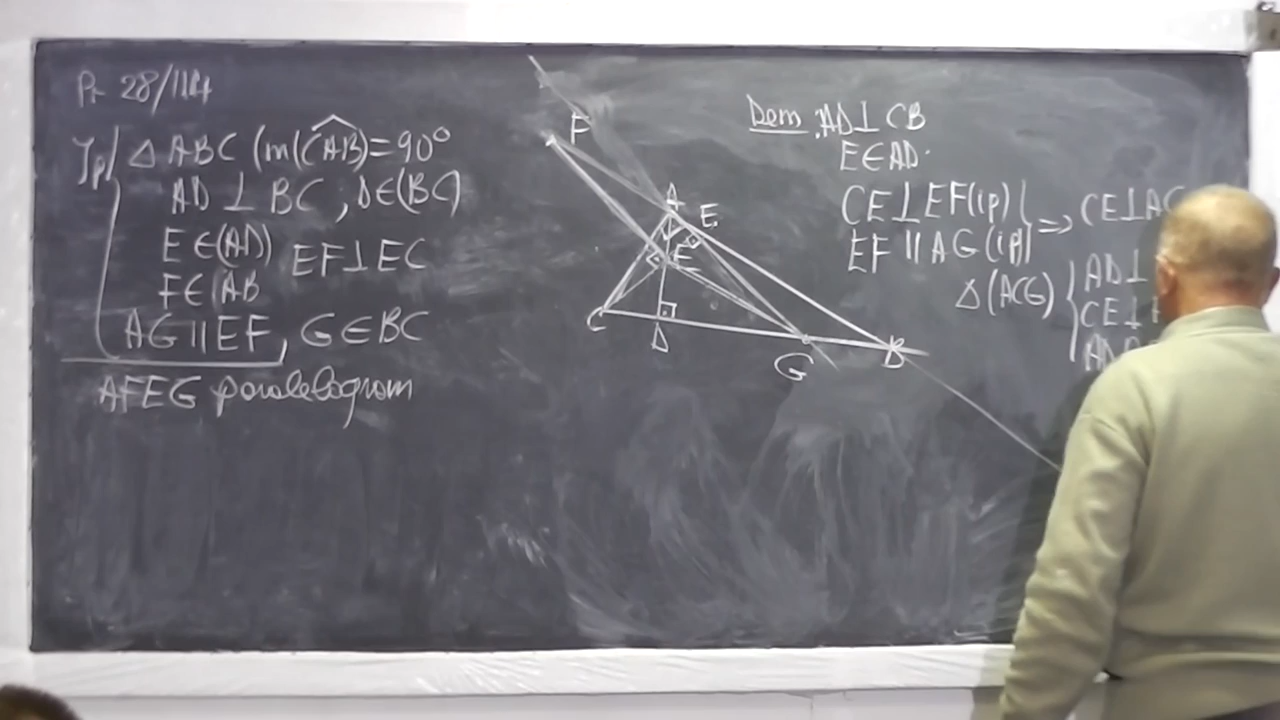 Pr 28/114
Ip △ ABC (m(CAB)=90°
AD ⊥ BC, D∈(BC)
E∈(AD) EF⊥EC
F∈(AB
AG ∥ EF, G∈BC
AFEG paralelogram
F
A
E
E
C
D
G
B
Dem. AD⊥CB
E∈AD.
CE⊥EF(ip)
EF∥AG(ip) => CE⊥AG
△(ACG) AD⊥
CE⊥